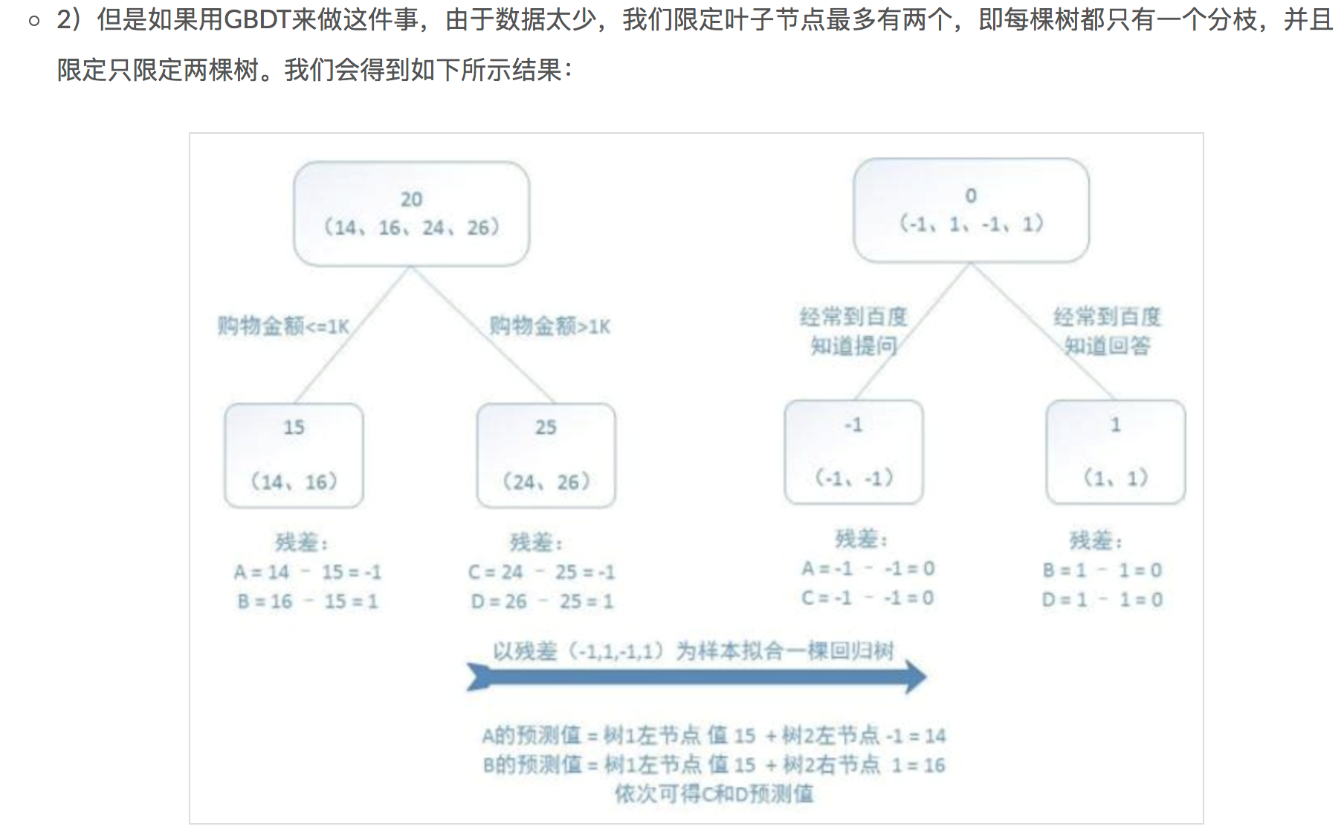 2）但是如果用GBDT来做这件事，由于数据太少，我们限定叶子节点最多有两个，即每棵树都只有一个分枝，并且
限定只限定两棵树。我们会得到如下所示结果：
20
（14、16、24、26）
购物金额<=1K
购物金额>1K
15
（14、16）
25
（24、26）
残差：
A = 14 - 15 = -1
B = 16 - 15 = 1
残差：
C = 24 - 25 = -1
D = 26 - 25 = 1
0
（-1、1、-1、1）
经常到百度
知道提问
经常到百度
知道回答
-1
（-1、-1）
1
（1、1）
残差：
A = -1 - -1 = 0
C = -1 - -1 = 0
残差：
B = 1 - 1 = 0
D = 1 - 1 = 0
以残差（-1,1,-1,1）为样本拟合一棵回归树
A的预测值 = 树1左节点 值 15 + 树2左节点 -1 = 14
B的预测值 = 树1左节点 值 15 + 树2右节点 1 = 16
依次可得C和D预测值